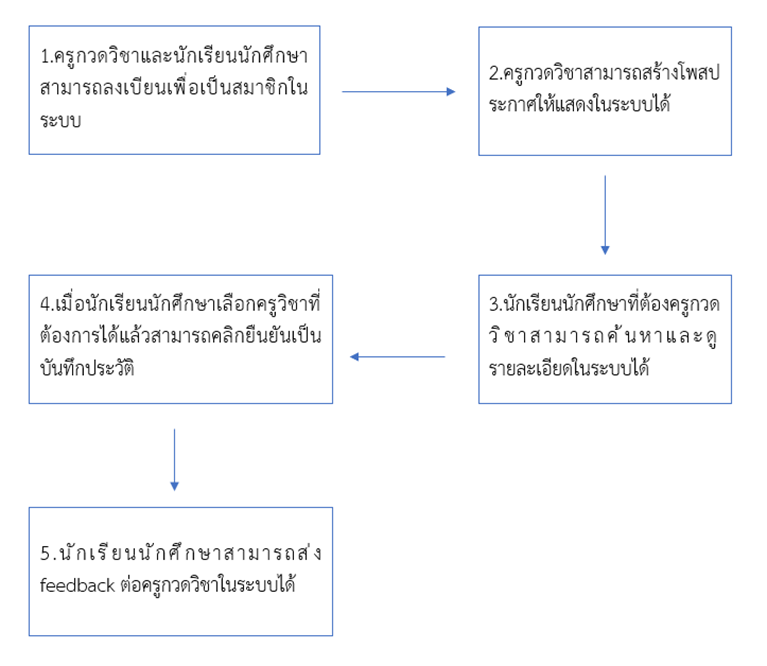 1.ครูกวดวิชาและนักเรียนนักศึกษา
สามารถลงเบียนเพื่อเป็นสมาชิกใน
ระบบ
2.ครูกวดวิชาสามารถสร้างโพสป
ระกาศให้แสดงในระบบได้
3.นักเรียนนักศึกษาที่ต้องครูกวด
วิชาสามารถค้นหาและดู
รายละเอียดในระบบได้
4.เมื่อนักเรียนนักศึกษาเลือกครูวิชาที่
ต้องการได้แล้วสามารถคลิกยืนยันเป็น
บันทึกประวัติ
5.นักเรียนนักศึกษาสามารถส่ง
feedback ต่อครูกวดวิชาในระบบได้